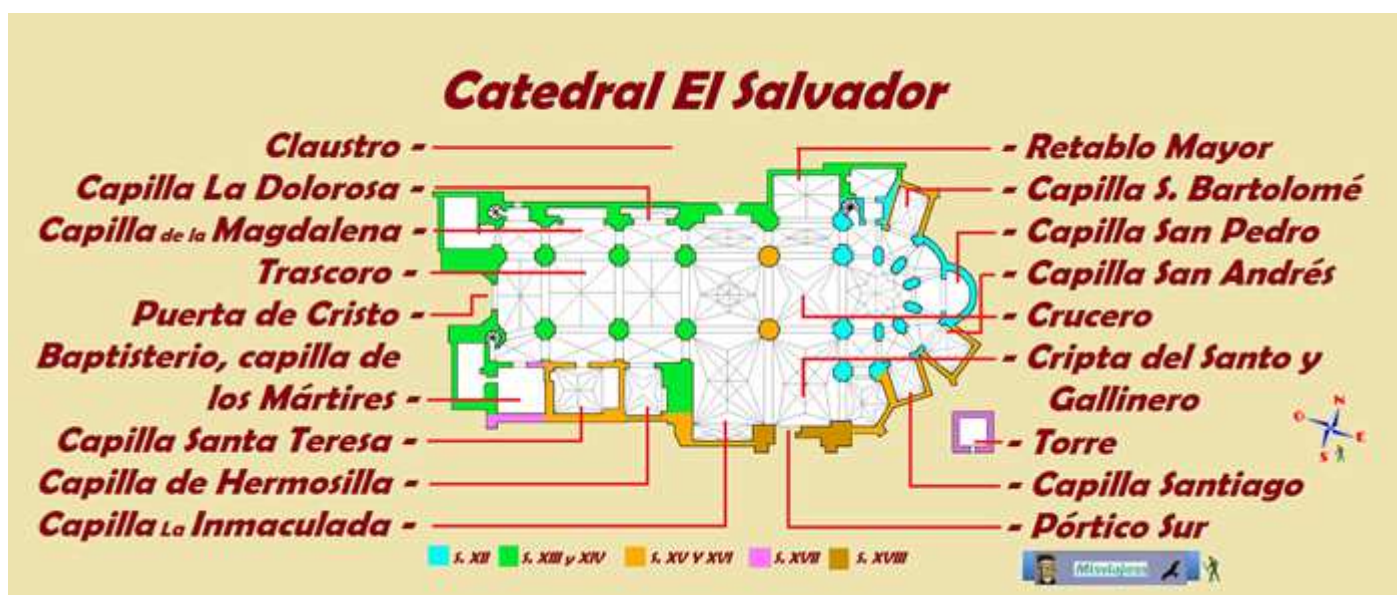 Catedral El Salvador
Claustro -
Capilla La Dolorosa -
Capilla de la Magdalena -
Trascoro -
Puerta de Cristo -
Baptisterio, capilla de
los Mártires -
Capilla Santa Teresa -
Capilla de Hermosilla -
Capilla La Inmaculada -
- Retablo Mayor
- Capilla S. Bartolomé
- Capilla San Pedro
- Capilla San Andrés
- Crucero
- Cripta del Santo y
Gallinero
- Torre
- Capilla Santiago
- Pórtico Sur
N
O
E
S
S. XII
S. XIII y XIV
S. XV Y XVI
S. XVII
S. XVIII
Misviajess